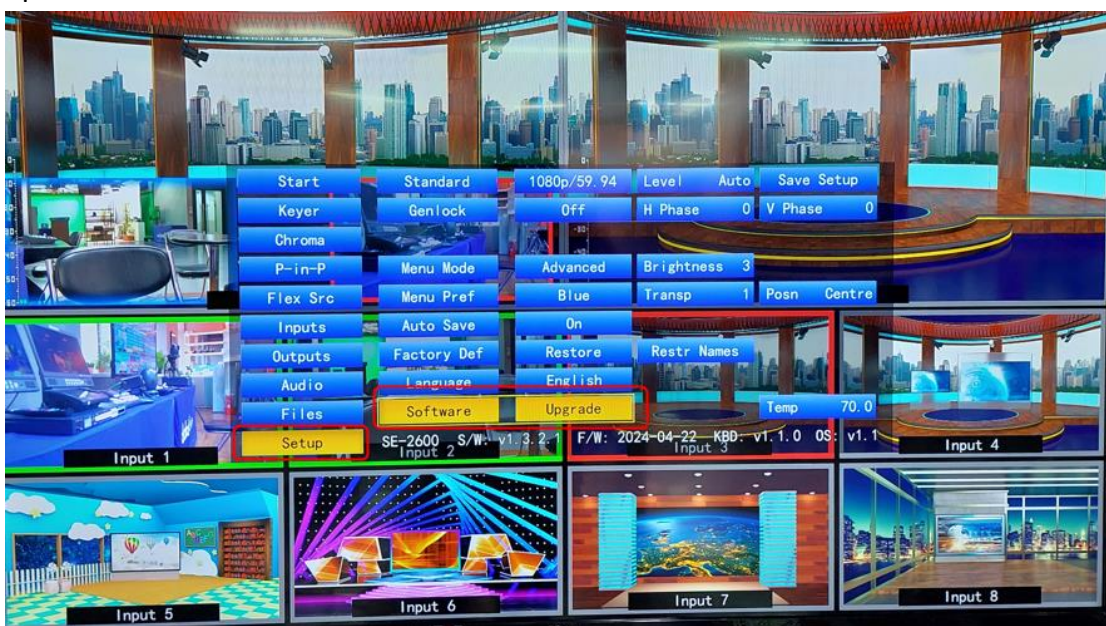 Start Standard 1080p/59.94 Level Auto Save Setup
Keyer Genlock Off H Phase 0 V Phase 0
Chroma
P-in-P Menu Mode Advanced Brightness 3
Flex Src Menu Pref Blue Transp 1 Posn Centre
Inputs Auto Save On
Outputs Factory Def Restore Restr Names
Audio Language English
Files Software Upgrade Temp 70.0
Setup SE-2600 S/W: v1.3.2.1 F/W: 2024-04-22 KBD: v1.1.0 OS: v1.1
Input 1 Input 2 Input 3 Input 4
Input 5 Input 6 Input 7 Input 8